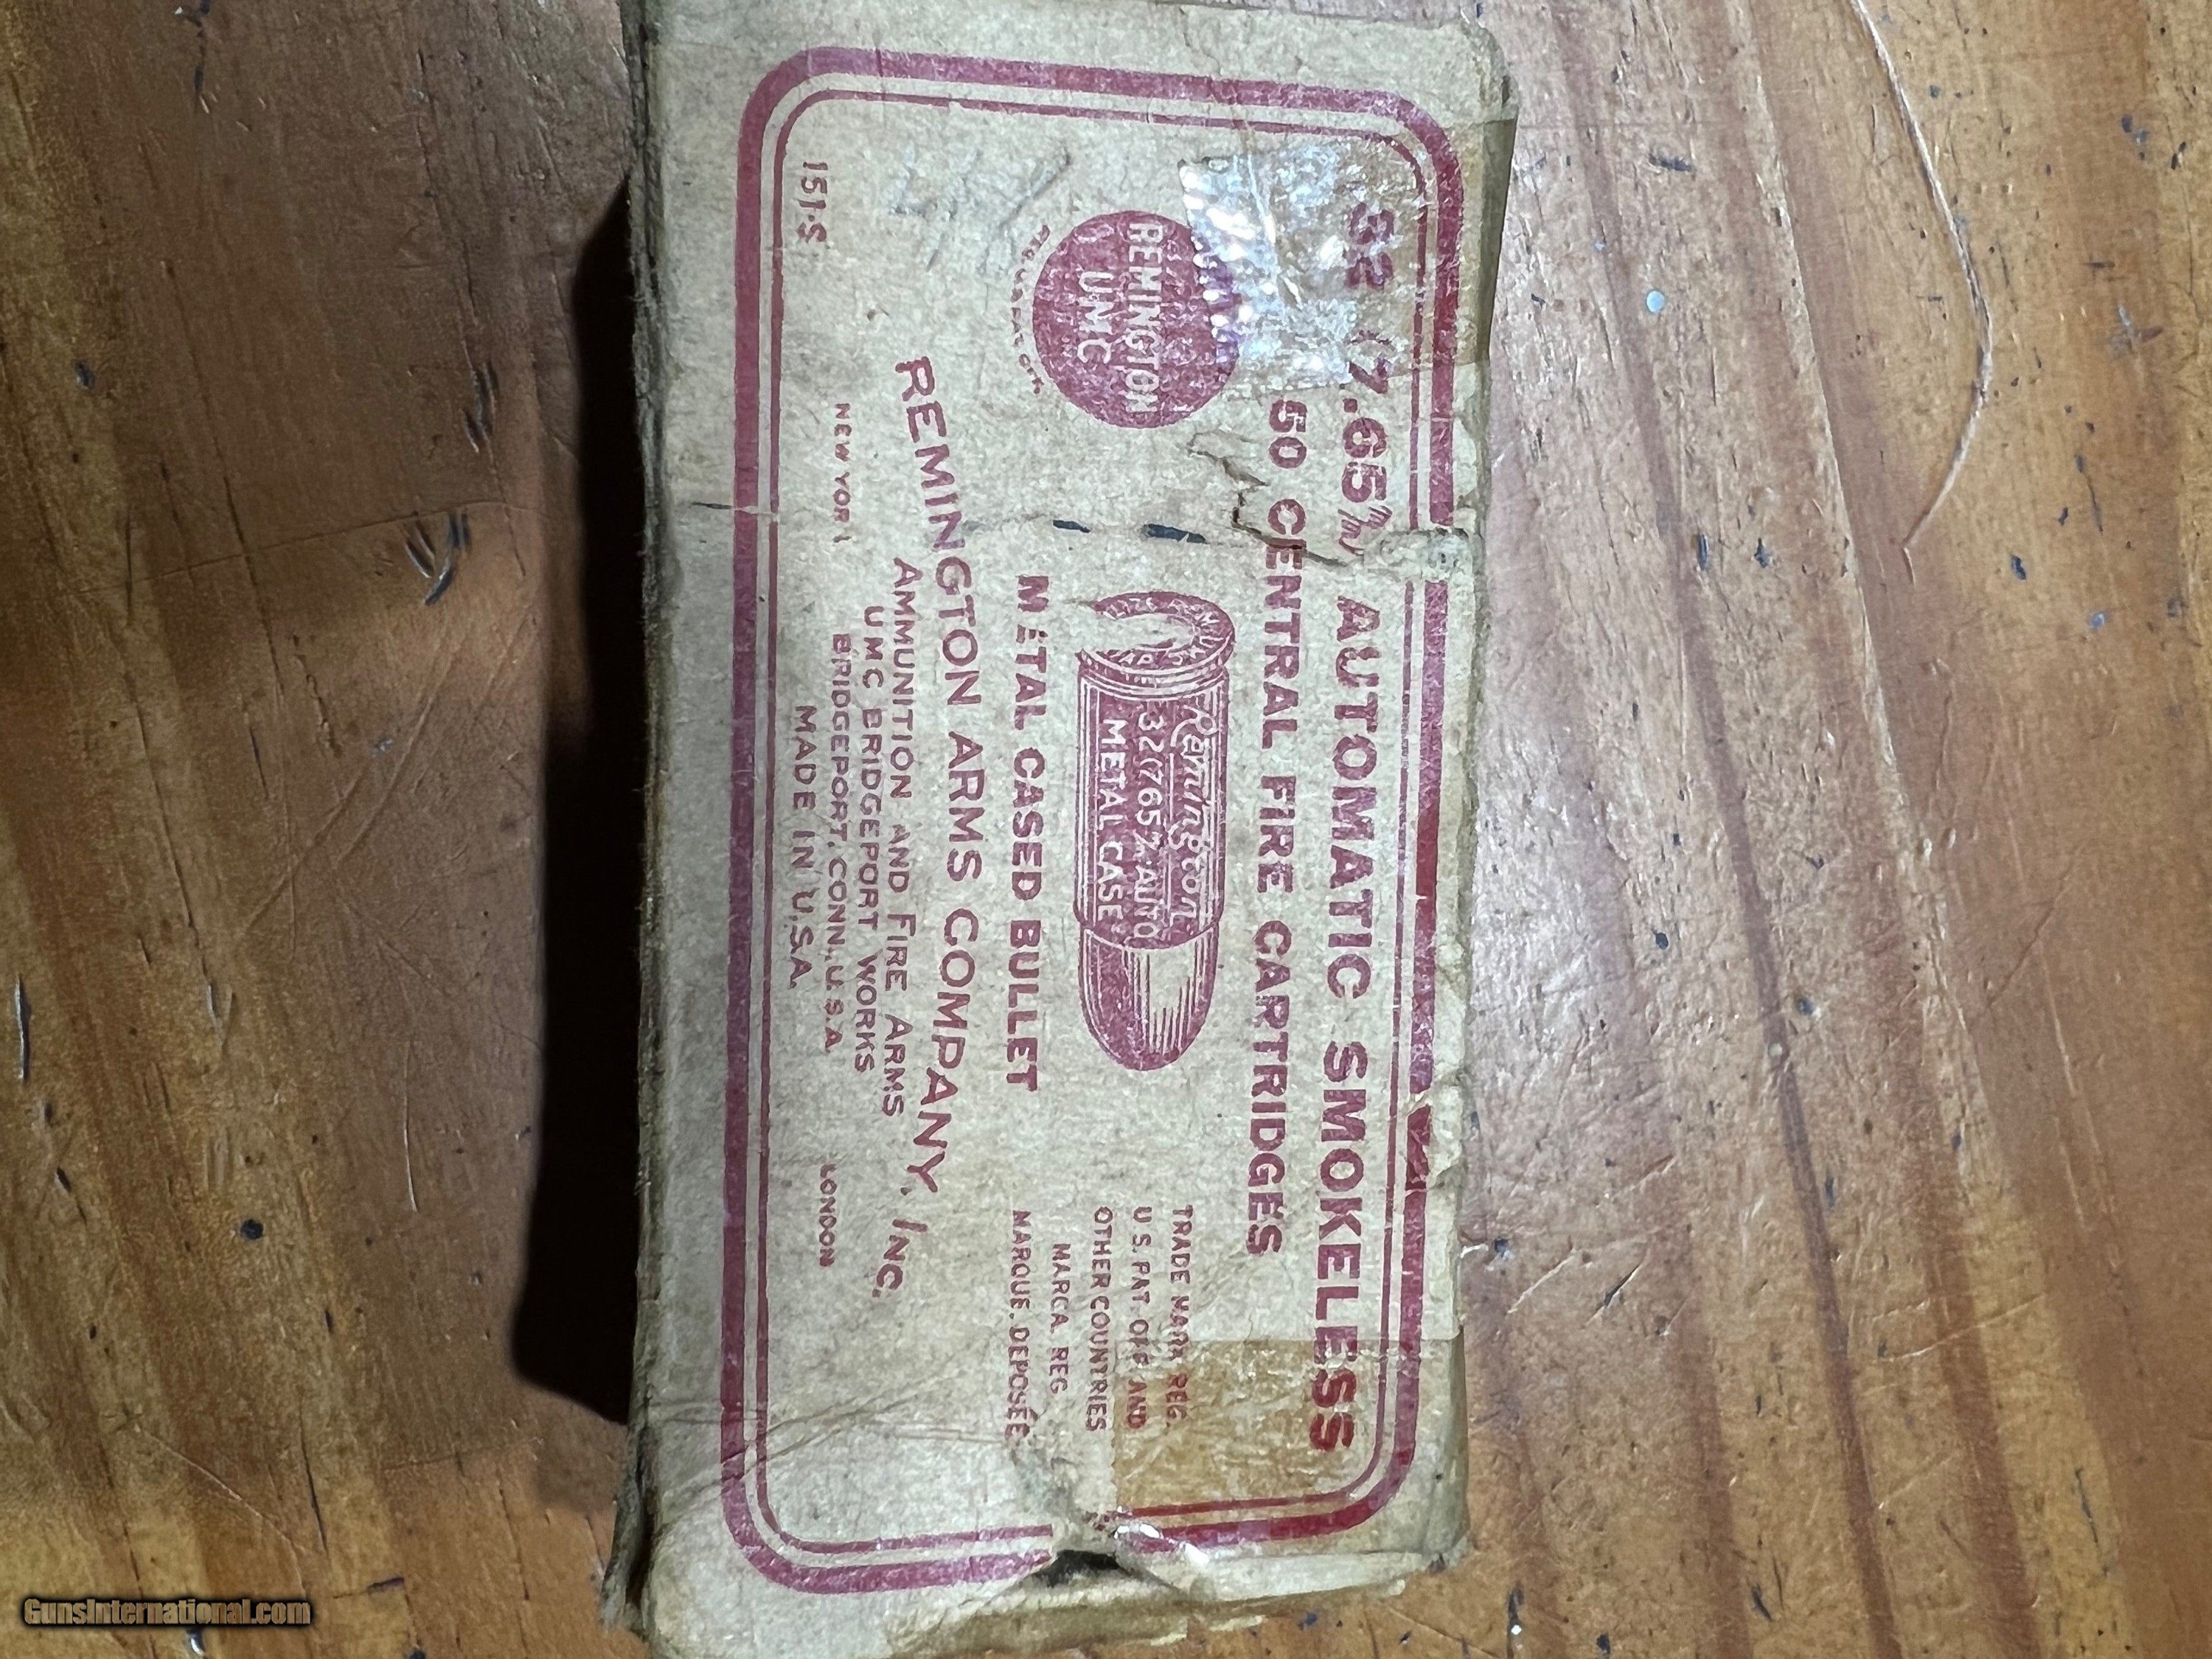 32 (7.65 m/m) AUTOMATIC SMOKELESS
50 CENTRAL FIRE CARTRIDGES
REMINGTON
UMC
Remington
32(7.65 m/m) AUTO
METAL CASE
TRADE MARK REG.
U.S. PAT. OFF. AND
OTHER COUNTRIES
MARCA. REG.
MARQUE. DEPOSÉE
METAL CASED BULLET
REMINGTON ARMS COMPANY, INC.
AMMUNITION AND FIRE ARMS
UMC BRIDGEPORT WORKS
NEW YORK BRIDGEPORT, CONN., U.S.A. LONDON
151-S MADE IN U.S.A.
GunsInternational.com